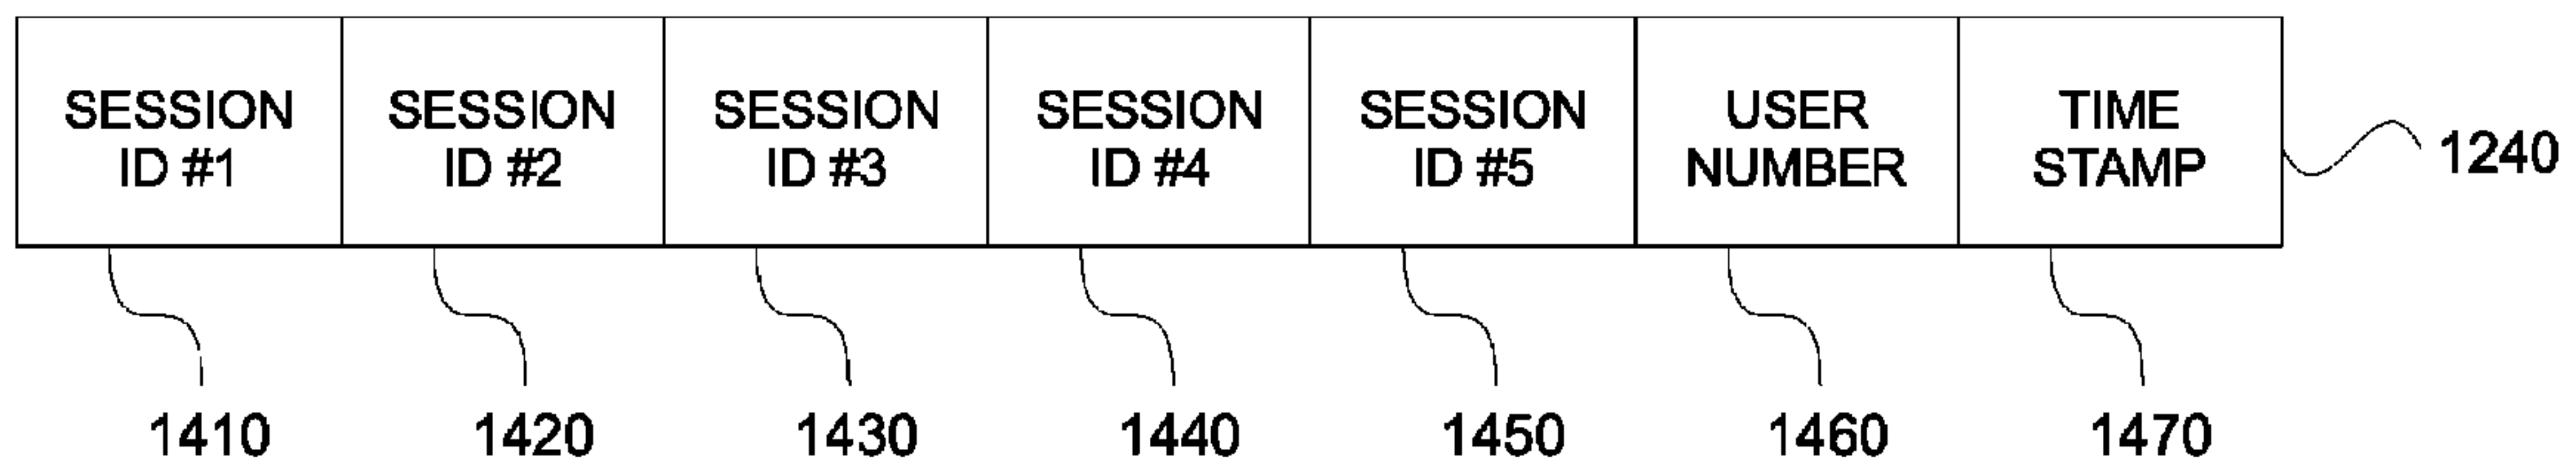 SESSION
ID #1
SESSION
ID #2
SESSION
ID #3
SESSION
ID #4
SESSION
ID #5
USER
NUMBER
TIME
STAMP
1240
1410
1420
1430
1440
1450
1460
1470